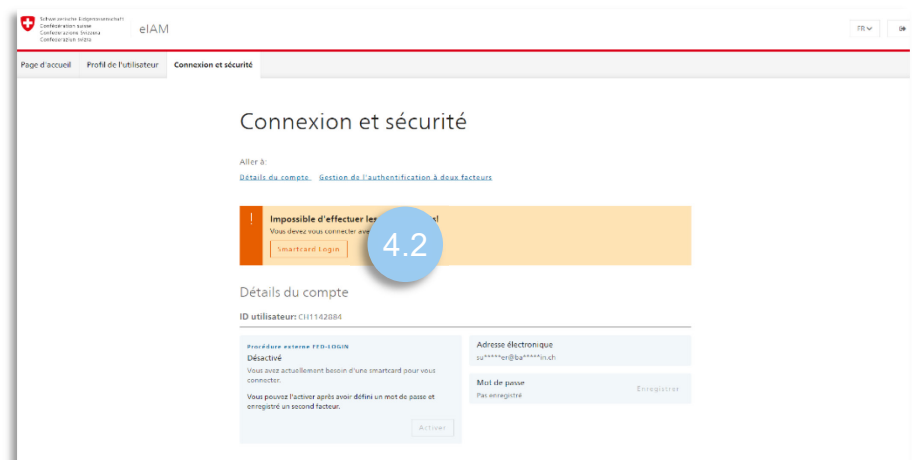 Schweizerische Eidgenossenschaft
Confédération suisse
Confederazione Svizzera
Confederaziun svizra
eIAM
FR
Page d'accueil Profil de l'utilisateur Connexion et sécurité
Connexion et sécurité
Aller à:
Détails du compte Gestion de l'authentification à deux facteurs
! Impossible d'effectuer
Vous devez vous connecter
Smartcard Login
4.2
Détails du compte
ID utilisateur: CH1142084
Procédure externe FED-LOGIN
Désactivé
Vous avez actuellement besoin d'une smartcard pour vous
connecter.
Vous pouvez l'activer après avoir défini un mot de passe et
enregistré un second facteur.
Activer
Adresse électronique
su*****er@ba*****in.ch
Mot de passe
Pas enregistré
Enregistrer